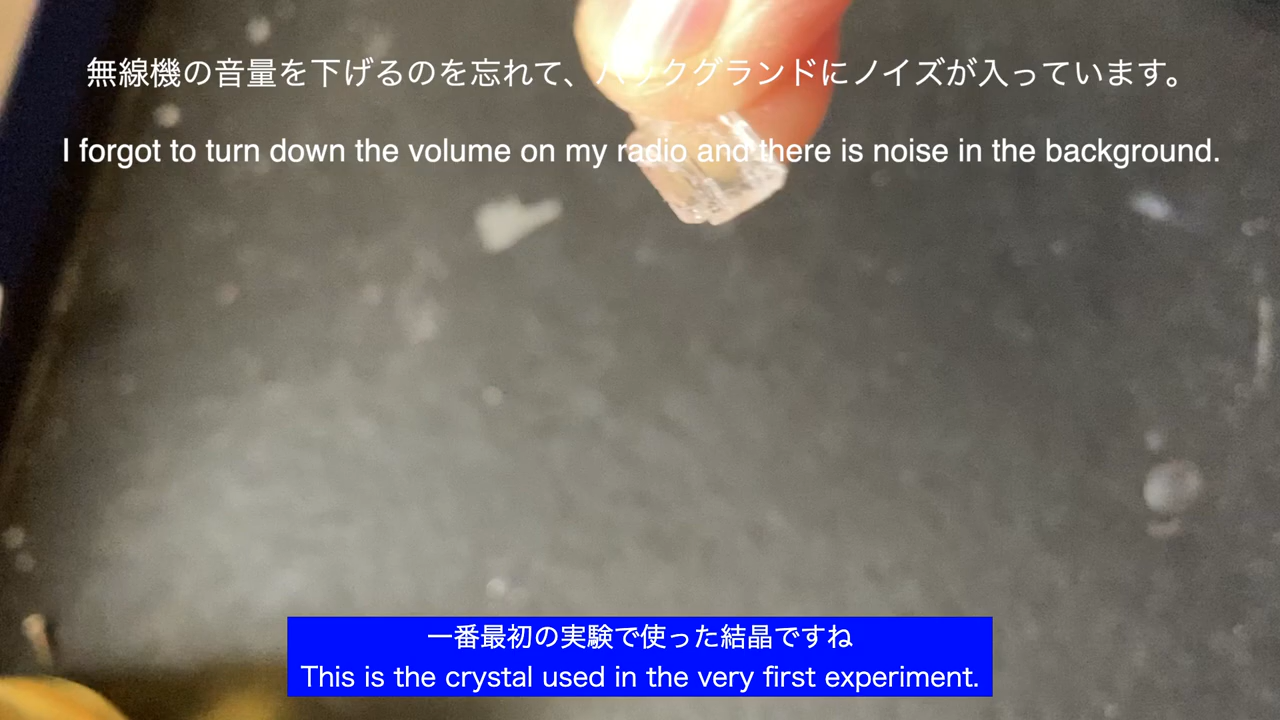 無線機の音量を下げるのを忘れて、バックグランドにノイズが入っています。
I forgot to turn down the volume on my radio and there is noise in the background.
一番最初の実験で使った結晶ですね
This is the crystal used in the very first experiment.